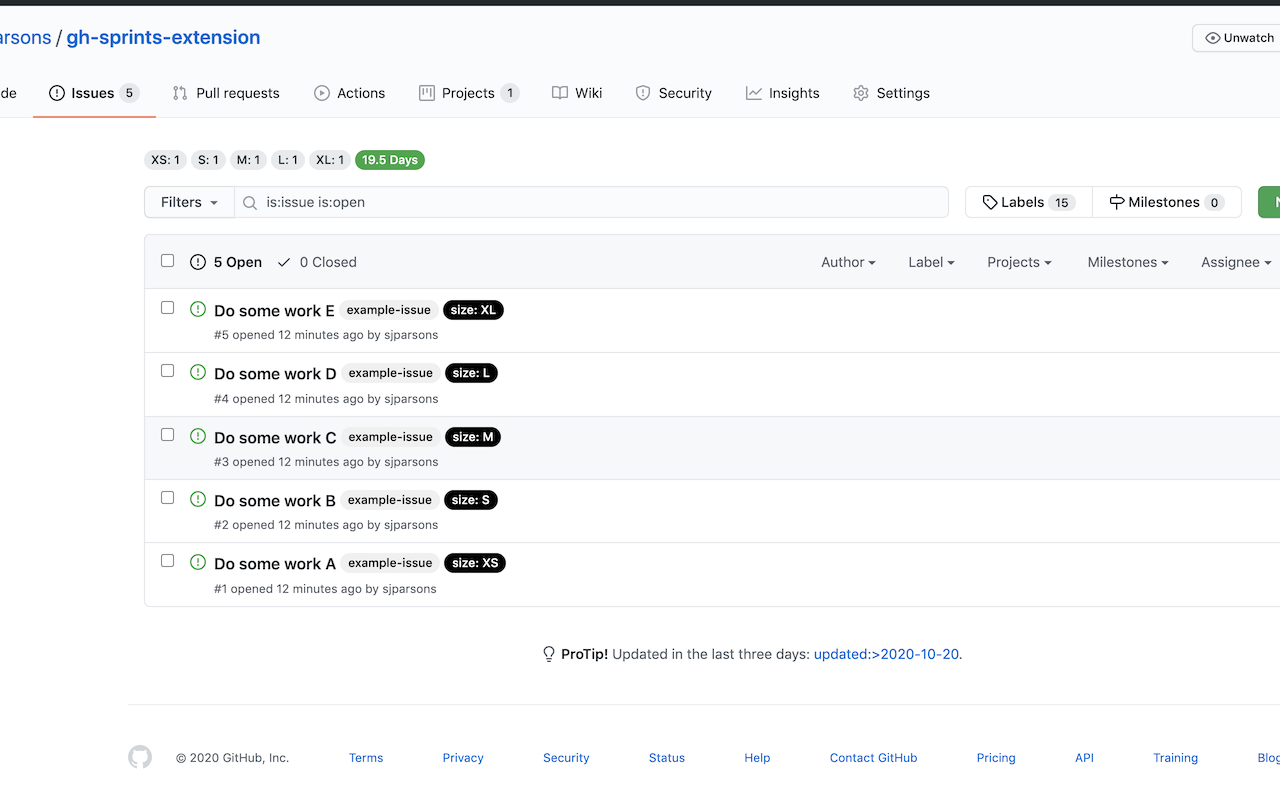 arsons / gh-sprints-extension Unwatch
de Issues 5 Pull requests Actions Projects 1 Wiki Security Insights Settings
XS: 1 S: 1 M: 1 L: 1 XL: 1 19.5 Days
Filters is:issue is:open Labels 15 Milestones 0 N
5 Open 0 Closed Author Label Projects Milestones Assignee
Do some work E example-issue size: XL
#5 opened 12 minutes ago by sjparsons
Do some work D example-issue size: L
#4 opened 12 minutes ago by sjparsons
Do some work C example-issue size: M
#3 opened 12 minutes ago by sjparsons
Do some work B example-issue size: S
#2 opened 12 minutes ago by sjparsons
Do some work A example-issue size: XS
#1 opened 12 minutes ago by sjparsons
ProTip! Updated in the last three days: updated:>2020-10-20.
© 2020 GitHub, Inc. Terms Privacy Security Status Help Contact GitHub Pricing API Training Blog